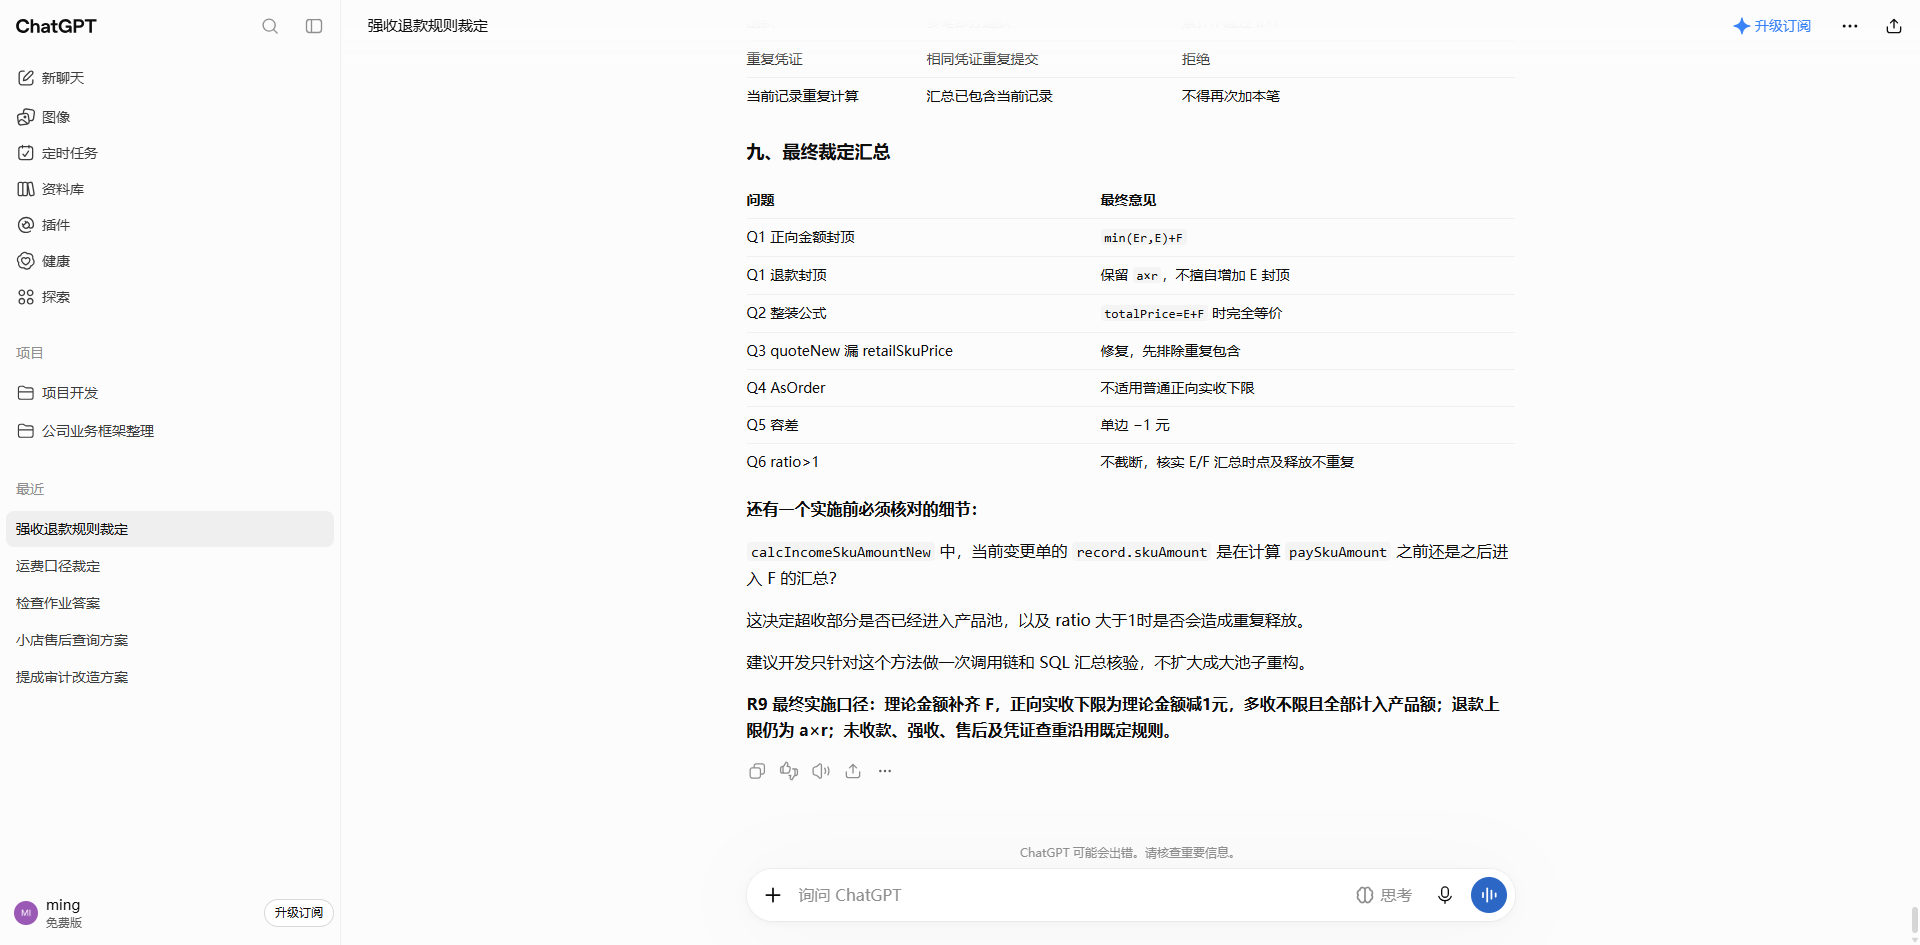 ChatGPT
新聊天
图像
定时任务
资料库
插件
健康
探索
项目
项目开发
公司业务框架整理
最近
强收退款规则裁定
运费口径裁定
检查作业答案
小店售后查询方案
提成审计改造方案
MI
ming
免费版
升级订阅
强收退款规则裁定
升级订阅
重复凭证 相同凭证重复提交 拒绝
当前记录重复计算 汇总已包含当前记录 不得再次加本笔
九、最终裁定汇总
问题 最终意见
Q1 正向金额封顶 min(Er,E)+F
Q1 退款封顶 保留 a×r，不擅自增加 E 封顶
Q2 整装公式 totalPrice=E+F 时完全等价
Q3 quoteNew 漏 retailSkuPrice 修复，先排除重复包含
Q4 AsOrder 不适用普通正向实收下限
Q5 容差 单边 −1 元
Q6 ratio>1 不截断，核实 E/F 汇总时点及释放不重复
还有一个实施前必须核对的细节：
calcIncomeSkuAmountNew 中，当前变更单的 record.skuAmount 是在计算 paySkuAmount 之前还是之后进
入 F 的汇总？
这决定超收部分是否已经进入产品池，以及 ratio 大于1时是否会造成重复释放。
建议开发只针对这个方法做一次调用链和 SQL 汇总核验，不扩大成大池子重构。
R9 最终实施口径：理论金额补齐 F，正向实收下限为理论金额减1元，多收不限且全部计入产品额；退款上
限仍为 a×r；未收款、强收、售后及凭证查重沿用既定规则。
ChatGPT 可能会出错。请核查重要信息。
询问 ChatGPT
思考